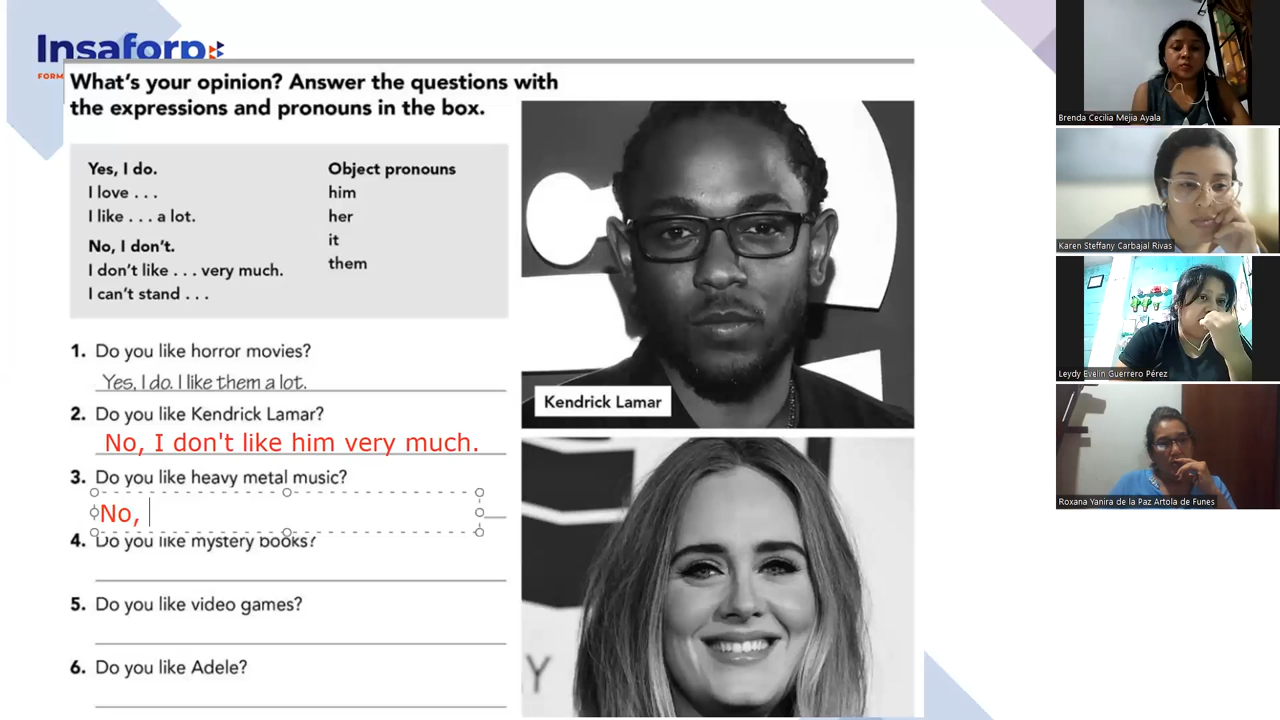 Insaforp
FORM
What's your opinion? Answer the questions with
the expressions and pronouns in the box.
Yes, I do.
I love . . .
I like . . . a lot.
No, I don't.
I don't like . . . very much.
I can't stand . . .
Object pronouns
him
her
it
them
1. Do you like horror movies?
Yes, I do. I like them a lot.
2. Do you like Kendrick Lamar?
No, I don't like him very much.
3. Do you like heavy metal music?
No,
4. Do you like mystery books?
5. Do you like video games?
6. Do you like Adele?
Kendrick Lamar
Y
Brenda Cecilia Mejia Ayala
Karen Steffany Carbajal Rivas
Leydy Evelin Guerrero Pérez
Roxana Yanira de la Paz Artola de Funes